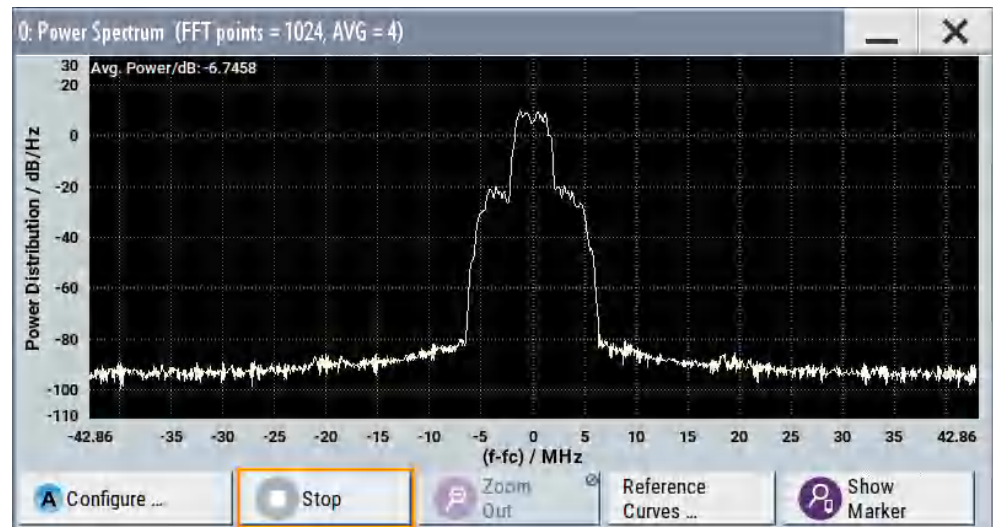 0: Power Spectrum (FFT points = 1024, AVG = 4)
Avg. Power/dB:-6.7458
Power Distribution / dB/Hz
30
20
0
-20
-40
-60
-80
-100
-110
-42.86 -35 -30 -25 -20 -15 -10 -5 0 5 10 15 20 25 30 35 42.86
(f-fc) / MHz
A Configure ...
Stop
Zoom
Out
Reference
Curves ...
Show
Marker